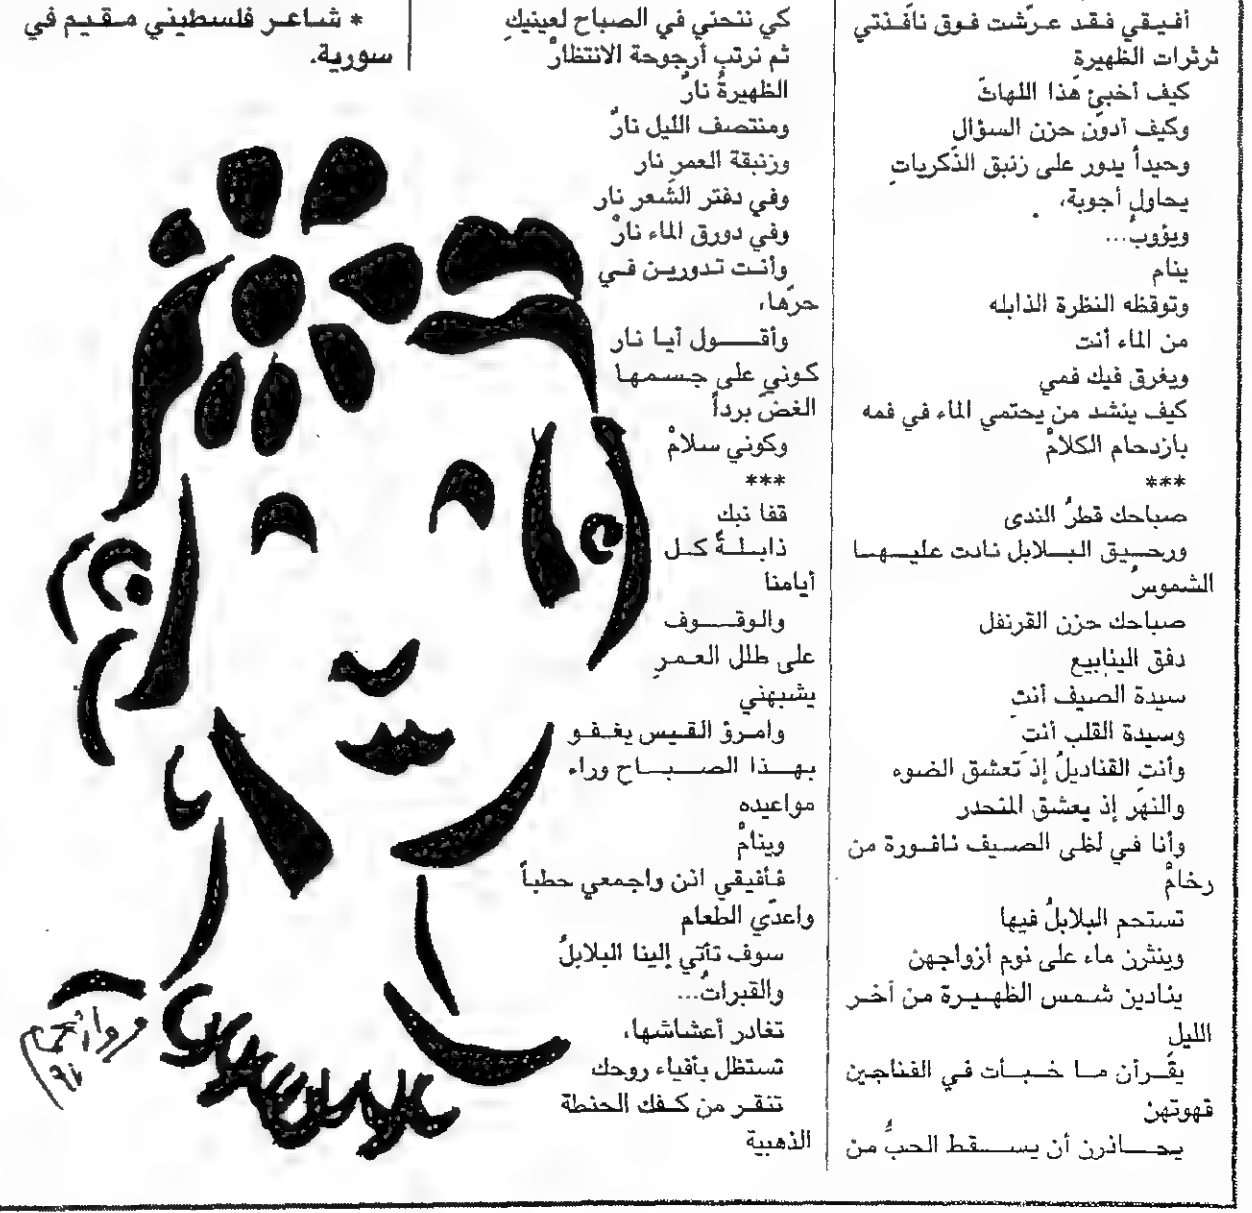 أفيقي فقد عرّشت فوق نافذتي
ثرثرات الظهيرة
كيف أخبئ هذا اللهاث
وكيف أدوّن حزن السؤال
وحيداً يدور على زنبق الذّكرياتِ
يحاول أجوبة،
ويؤوبُ...
ينام
وتوقظه النظرة الذابله
من الماء أنت
ويغرق فيك فمي
كيف ينشد من يحتمي الماء في فمه
بازدحام الكلامْ
***
صباحك قطرُ الندى
ورحيق البلابل نادت عليها
الشموسُ
صباحك حزن القرنفل
دفق الينابيع
سيدة الصيف أنتِ
وسيدة القلب أنتَ
وأنتِ القناديلُ إذ تعشق الضوء
والنهر إذ يعشق المنحدر
وأنا في لظى الصيف نافورة من
رخامْ
تستحم البلابلُ فيها
وينثرن ماء على نوم أزواجهن
ينادين شمس الظهيرة من آخر
الليل
يقرأن ما خبأت في الفناجين
قهوتهنْ
يحاذرن أن يسقط الحبُّ من
كي ننحني في الصباح لعينيكِ
ثم نرتب أرجوحة الانتظارْ
الظهيرةُ نارٌ
ومنتصف الليل نارٌ
وزنبقة العمرِ نار
وفي دفتر الشّعر نار
وفي دورق الماء نارْ
وأنت تدورين في
حرّها،
وأقول أيا نار
كوني على جسمها
الغضّ برداً
وكوني سلامْ
***
قفا نبك
ذابلةٌ كل
أيامنا
والوقوف
على طلل العمرِ
يشبهني
وامرؤ القيس يغفو
بهذا الصباح وراء
مواعيده
وينامْ
فأفيقي اذن واجمعي حطباً
واعدّي الطعام
سوف تأتي إلينا البلابلُ
والقبراتُ...
تغادر أعشاشها،
تستظل بأفياء روحك
تنقر من كفك الحنطة
الذهبية
* شاعر فلسطيني مقيم في
سورية.